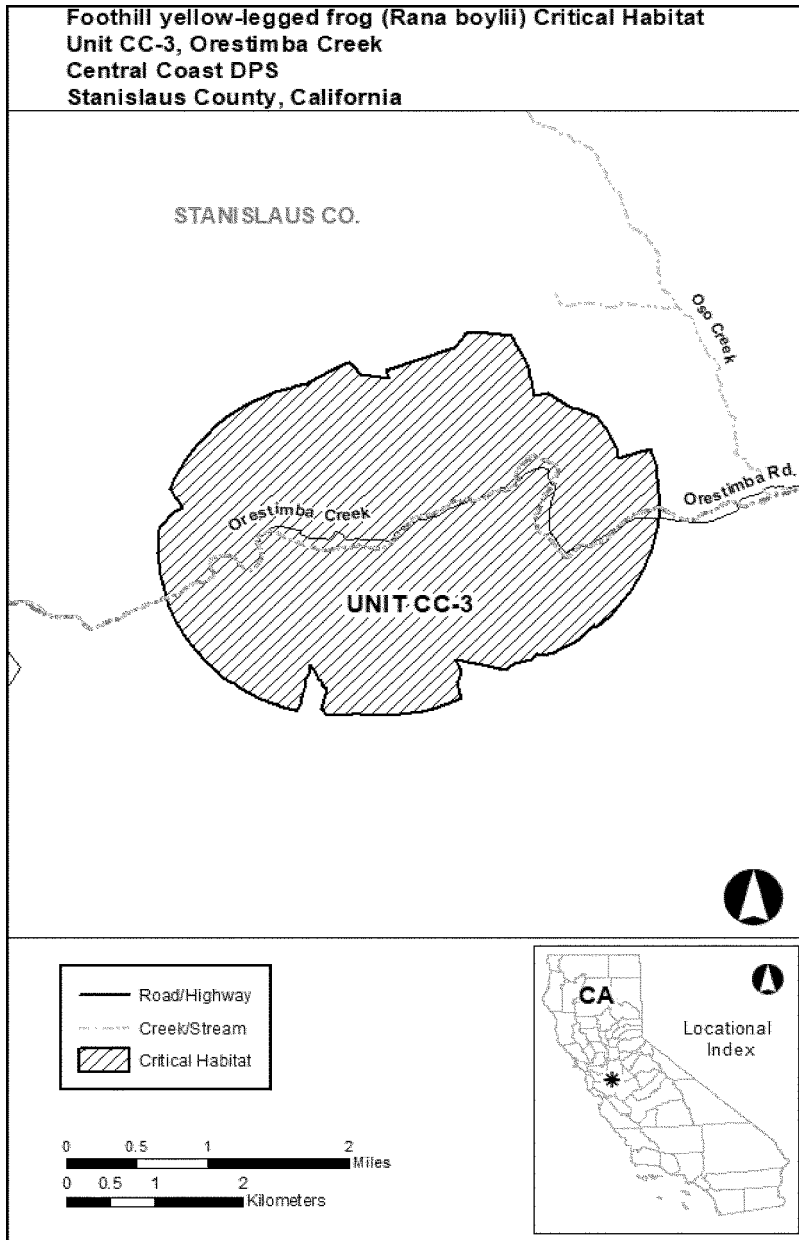 Foothill yellow-legged frog (Rana boylii) Critical Habitat
Unit CC-3, Orestimba Creek
Central Coast DPS
Stanislaus County, California
STANISLAUS CO.
Oso Creek
Orestimba Rd.
Orestimba Creek
UNIT CC-3
Road/Highway
Creek/Stream
Critical Habitat
0 0.5 1 2
Miles
0 0.5 1 2
Kilometers
CA
Locational
Index